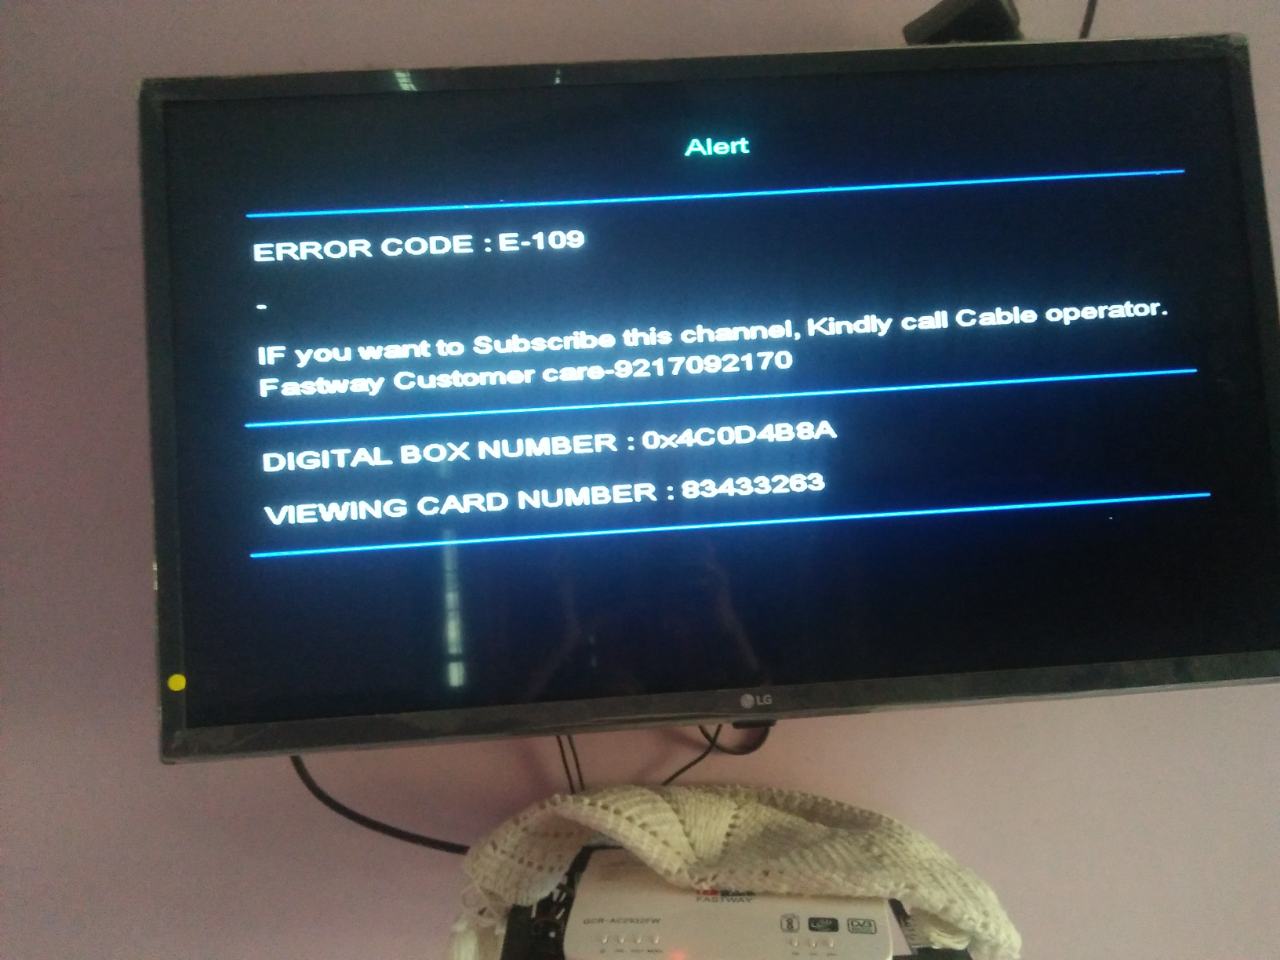 Alert
ERROR CODE : E-109
-
IF you want to Subscribe this channel, Kindly call Cable operator.
Fastway Customer care-9217092170
DIGITAL BOX NUMBER : 0x4C0D4B8A
VIEWING CARD NUMBER : 83433263
LG
FASTWAY